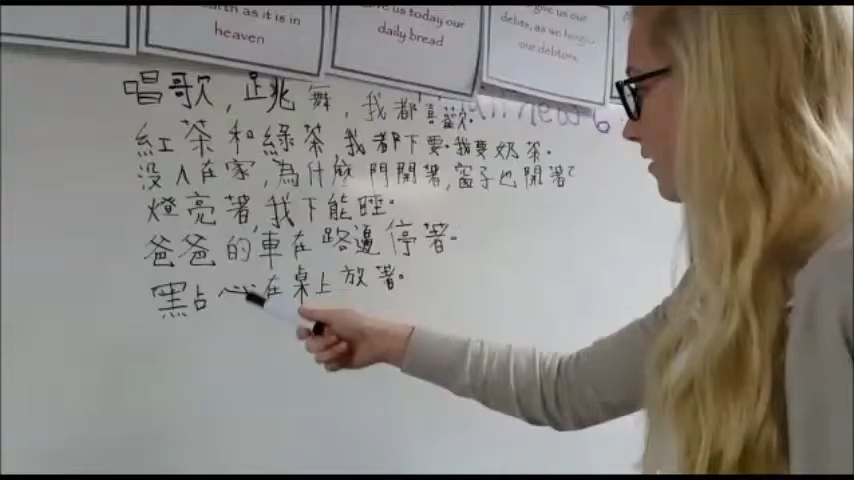 earth as it is in
heaven
give us today our
daily bread
give us our
debts, as we forgive
our debtors.
6
唱歌，跳舞，我都喜歡。
紅茶和綠茶我都不要。我要奶茶。
没人在家，為什麼門開著，窗子也開著？
燈亮著，我不能睡。
爸爸的車在路邊停著。
點心在桌上放著。